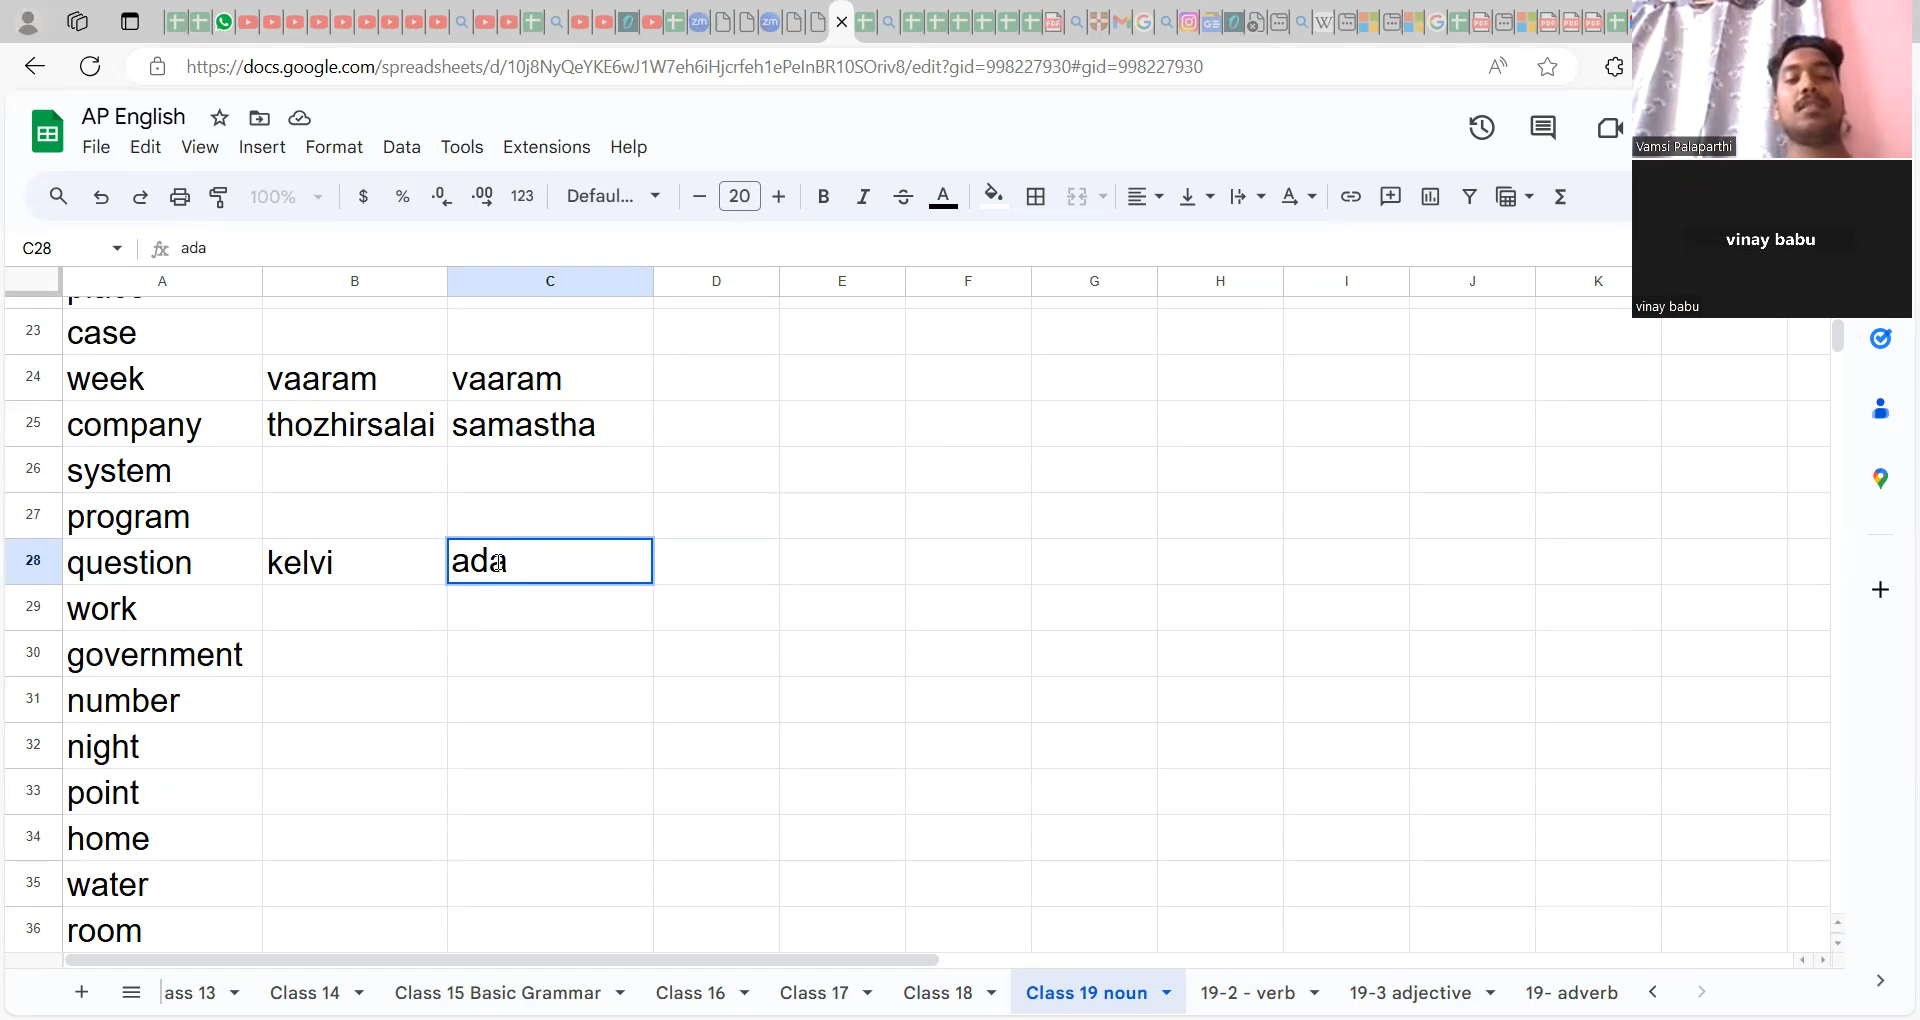 https://docs.google.com/spreadsheets/d/10j8NyQeYKE6wJ1W7eh6iHjcrfeh1ePelnBR10SOriv8/edit?gid=998227930#gid=998227930
AP English
File Edit View Insert Format Data Tools Extensions Help
100% $ % .0 .00 123 Defaul... 20
C28 ada
A B C D E F G H I J K
23 case
24 week vaaram vaaram
25 company thozhirsalai samastha
26 system
27 program
28 question kelvi ada
29 work
30 government
31 number
32 night
33 point
34 home
35 water
36 room
ass 13 Class 14 Class 15 Basic Grammar Class 16 Class 17 Class 18 Class 19 noun 19-2 - verb 19-3 adjective 19- adverb
Vamsi Palaparthi
vinay babu
vinay babu